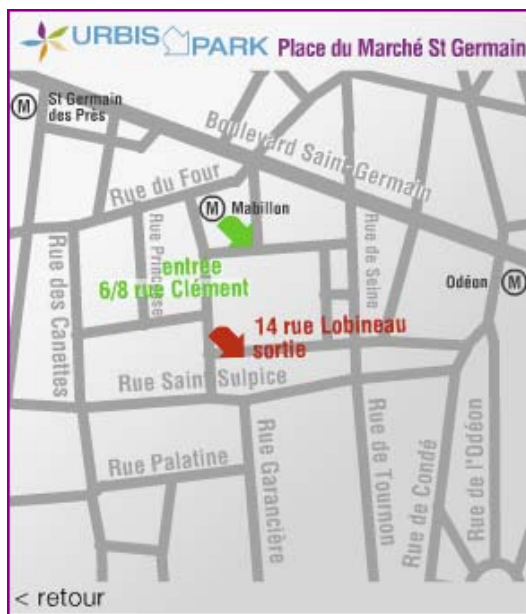 URBIS PARK Place du Marché St Germain
M St Germain
des Prés
Boulevard Saint-Germain
Rue du Four
M Mabillon
Rue Princesse
Rue des Canettes
entrée
6/8 rue Clément
Rue de Seine
Odéon M
14 rue Lobineau
sortie
Rue Saint Sulpice
Rue Palatine
Rue Garancière
Rue de Tournon
Rue de Condé
Rue de l'Odéon
< retour